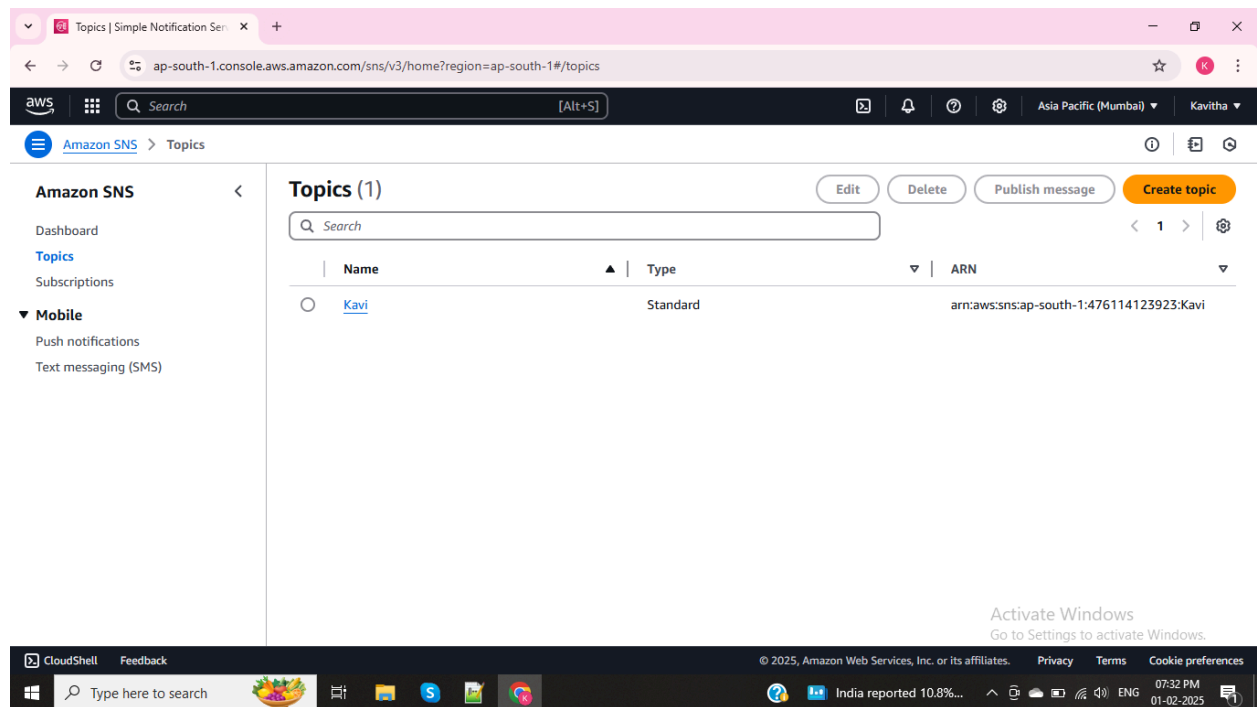 Topics | Simple Notification Ser
ap-south-1.console.aws.amazon.com/sns/v3/home?region=ap-south-1#/topics
K
aws
Search
[Alt+S]
Asia Pacific (Mumbai)
Kavitha
Amazon SNS > Topics
Amazon SNS
Dashboard
Topics
Subscriptions
Mobile
Push notifications
Text messaging (SMS)
Topics (1)
Edit
Delete
Publish message
Create topic
Search
1
Name
Type
ARN
Kavi
Standard
arn:aws:sns:ap-south-1:476114123923:Kavi
Activate Windows
Go to Settings to activate Windows.
CloudShell
Feedback
© 2025, Amazon Web Services, Inc. or its affiliates.
Privacy
Terms
Cookie preferences
Type here to search
S
K
India reported 10.8%...
ENG
07:32 PM
01-02-2025
1